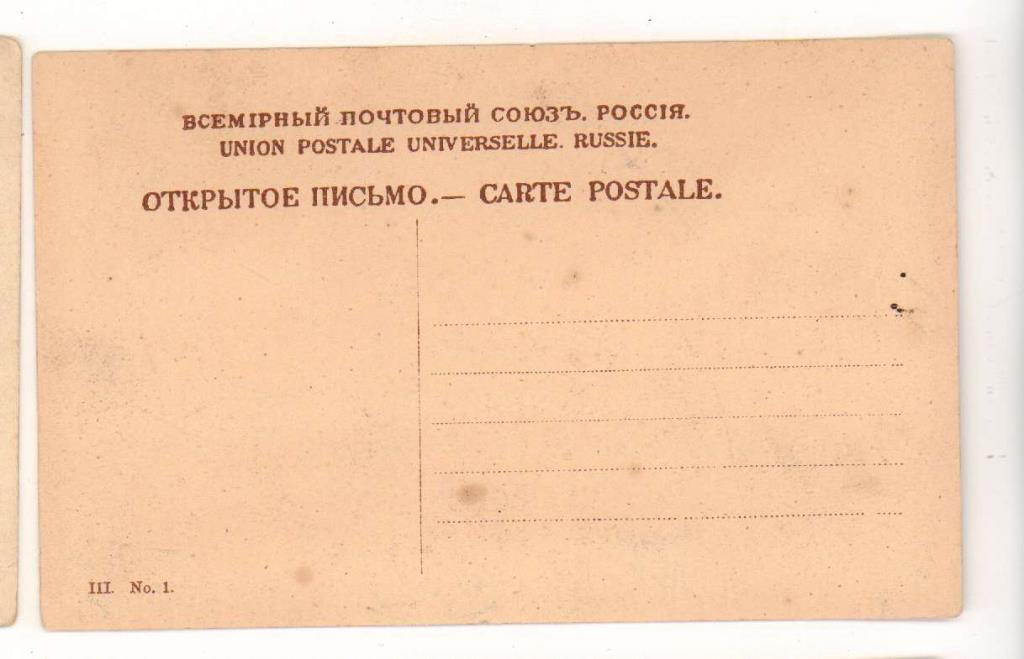 ВСЕМІРНЫЙ ПОЧТОВЫЙ СОЮЗЪ. РОССІЯ.
UNION POSTALE UNIVERSELLE. RUSSIE.
ОТКРЫТОЕ ПИСЬМО.— CARTE POSTALE.
III. No. 1.